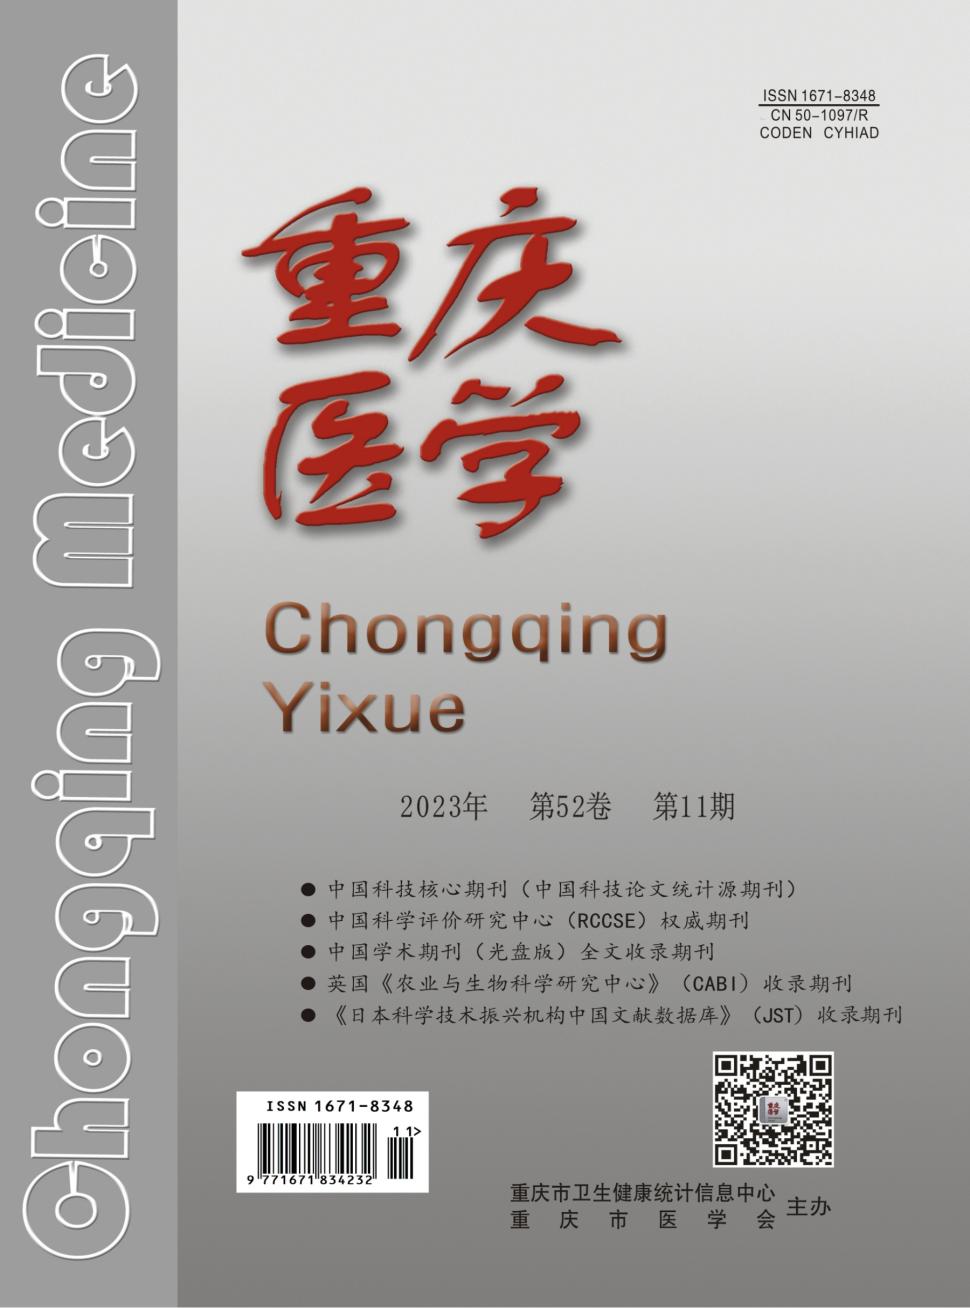 Chongqing Medicine
ISSN 1671-8348
CN 50-1097/R
CODEN CYHIAD
重庆
医学
Chongqing
Yixue
2023年 第52卷 第11期
● 中国科技核心期刊（中国科技论文统计源期刊）
● 中国科学评价研究中心（RCCSE）权威期刊
● 中国学术期刊（光盘版）全文收录期刊
● 英国《农业与生物科学研究中心》（CABI）收录期刊
● 《日本科学技术振兴机构中国文献数据库》（JST）收录期刊
ISSN 1671-8348
11>
9 771671 834232
重庆
医学
重庆市卫生健康统计信息中心
重庆市医学会
主办